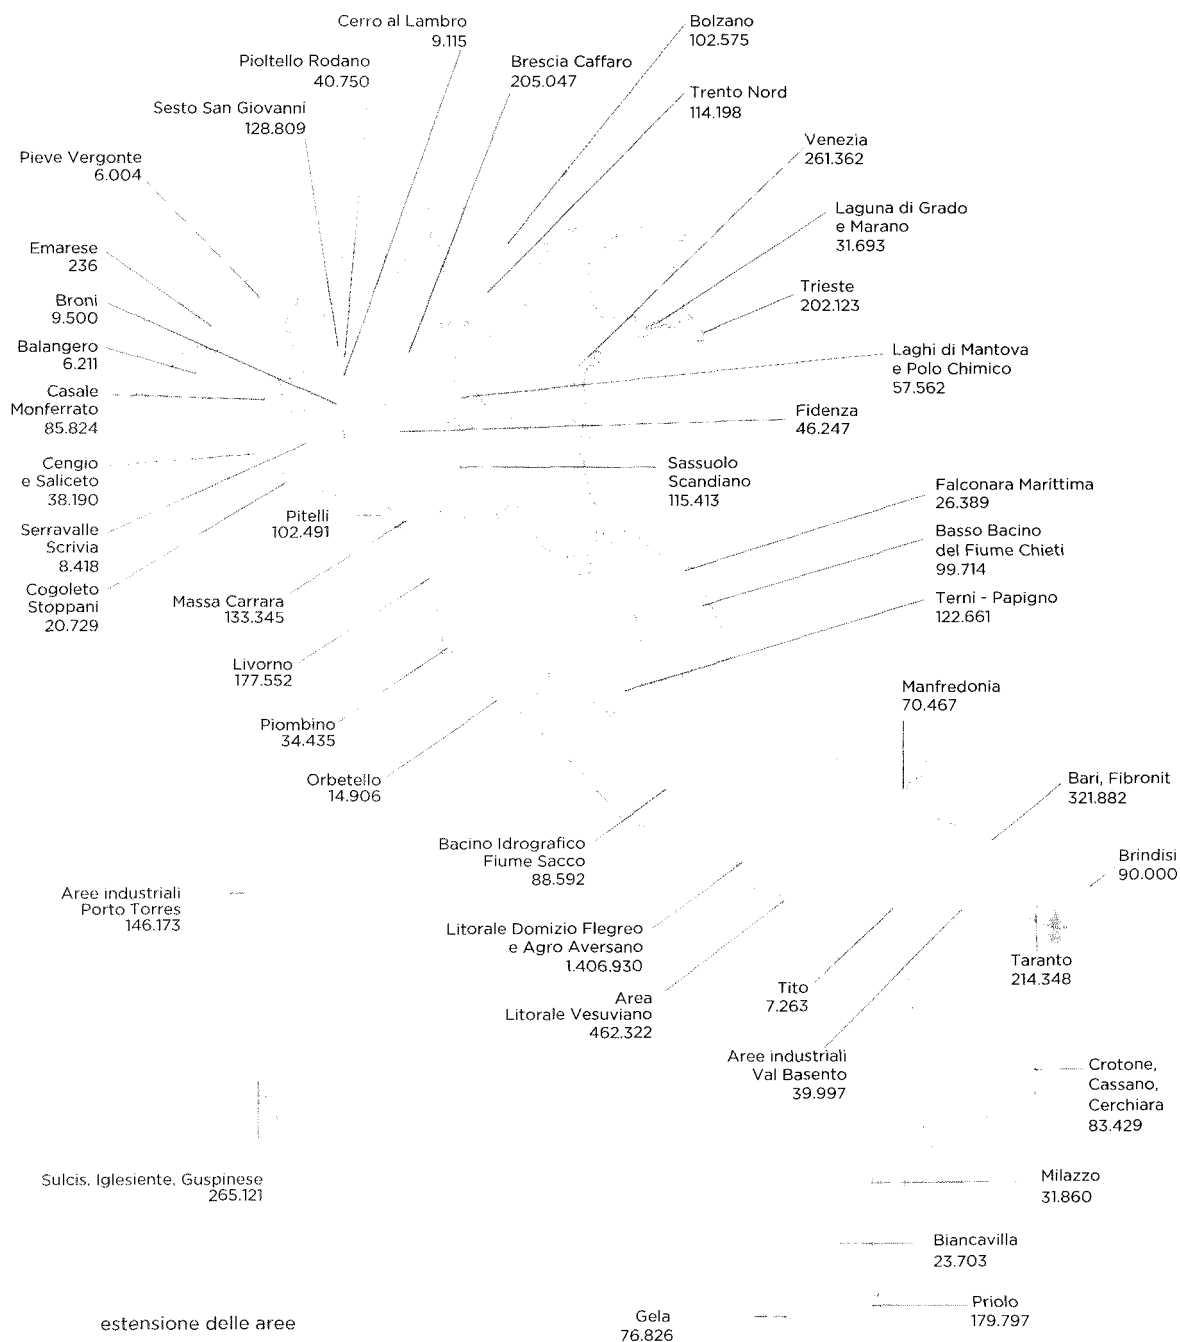 Cerro al Lambro
9.115
Bolzano
102.575
Pioltello Rodano
40.750
Brescia Caffaro
205.047
Sesto San Giovanni
128.809
Trento Nord
114.198
Pieve Vergonte
6.004
Venezia
261.362
Laguna di Grado
e Marano
31.693
Emarese
236
Trieste
202.123
Broni
9.500
Balangero
6.211
Laghi di Mantova
e Polo Chimico
57.562
Casale
Monferrato
85.824
Fidenza
46.247
Cengio
e Saliceto
38.190
Sassuolo
Scandiano
115.413
Falconara Marittima
26.389
Pitelli
102.491
Serravalle
Scrivia
8.418
Basso Bacino
del Fiume Chieti
99.714
Cogoleto
Stoppani
20.729
Massa Carrara
133.345
Terni - Papigno
122.661
Livorno
177.552
Manfredonia
70.467
Piombino
34.435
Orbetello
14.906
Bari, Fibronit
321.882
Bacino Idrografico
Fiume Sacco
88.592
Brindisi
90.000
Aree industriali
Porto Torres
146.173
Litorale Domizio Flegreo
e Agro Aversano
1.406.930
Taranto
214.348
Area
Litorale Vesuviano
462.322
Tito
7.263
Aree industriali
Val Basento
39.997
Crotone,
Cassano,
Cerchiara
83.429
Sulcis, Iglesiente, Guspinese
265.121
Milazzo
31.860
Biancavilla
23.703
Priolo
179.797
Gela
76.826
estensione delle aree